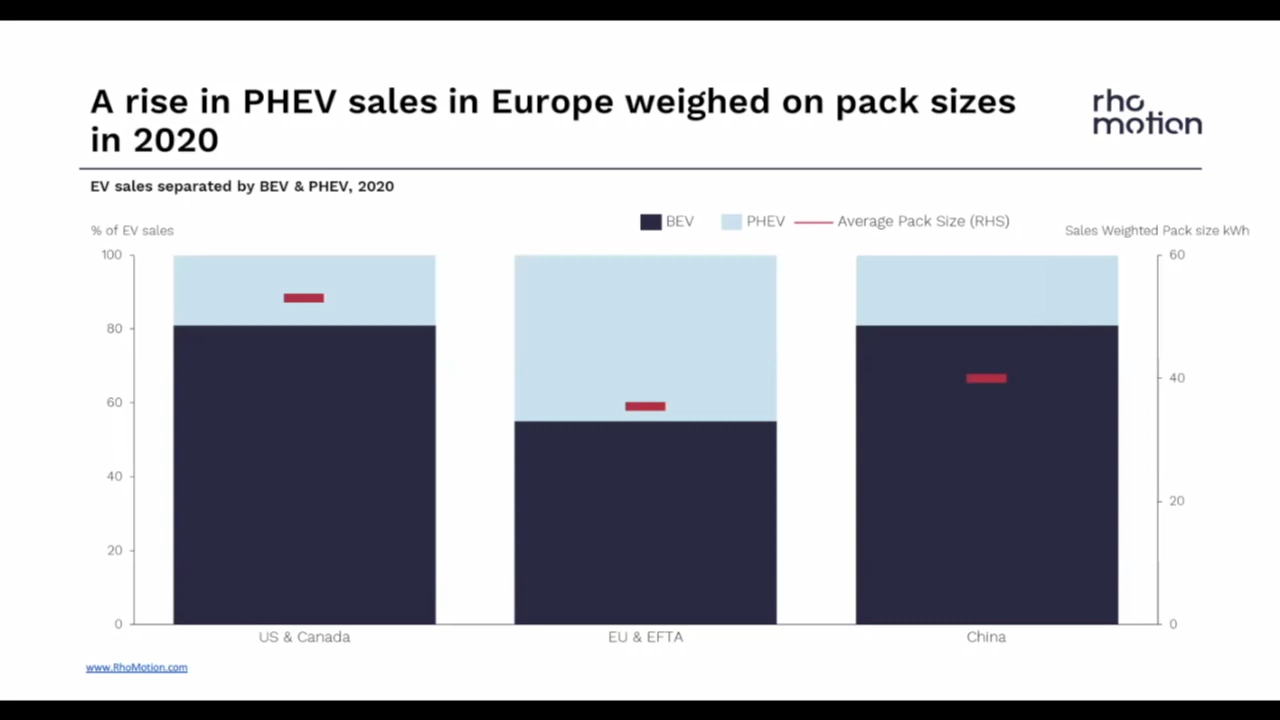 A rise in PHEV sales in Europe weighed on pack sizes
in 2020
rho
motion
EV sales separated by BEV & PHEV, 2020
BEV
PHEV
Average Pack Size (RHS)
% of EV sales
Sales Weighted Pack size kWh
100
80
60
40
20
0
60
40
20
0
US & Canada
EU & EFTA
China
www.RhoMotion.com